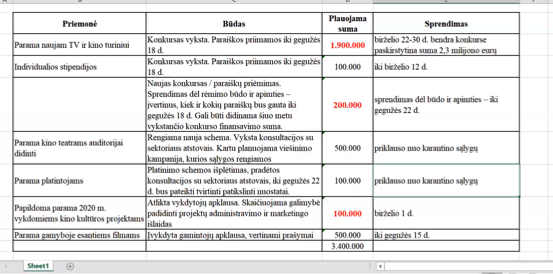 Priemonė
Būdas
Plauojama
suma
Sprendimas
Parama naujam TV ir kino turiniui
Konkursas vyksta. Paraiškos priimamos iki gegužės
18 d.
1.900.000
birželio 22-30 d. bendra konkurse
paskirstytina suma 2,3 milijono eurų
Individualios stipendijos
Konkursas vyksta. Paraiškos priimamos iki gegužės
18 d.
100.000
iki birželio 12 d.
Naujas konkursas / paraiškų priėmimas.
Sprendimas dėl rėmimo būdo ir apimties –
įvertinus, kiek ir kokių paraiškų bus gauta iki
gegužės 18 d. Gali būti didinama šiuo metu
vykstančio konkurso finansavimo suma.
200.000
sprendimas dėl būdo ir apimties – iki
gegužės 22 d.
Parama kino teatrams auditorijai
didinti
Rengiama nauja schema. Vyksta konsultacijos su
sektoriaus atstovais. Kartu planuojama viešinimo
kampanija, kurios sąlygos rengiamos
500.000
priklauso nuo karantino sąlygų
Parama platintojams
Platinimo schemos išplėtimas, pradėtos
konsultacijos su sektoriaus atstovais, iki gegužės 22
d. bus pateikti tvirtinti patikslinti nuostatai.
100.000
priklauso nuo karantino sąlygų
Papildoma parama 2020 m.
vykdomiems kino kultūros projektams
Atlikta vykdytojų apklausa. Skaičiuojama galimybė
padidinti projektų administravimo ir marketingo
išlaidas
100.000
birželio 1 d.
Parama gamyboje esantiems filmams
Įvykdyta gamintojų apklausa, vertinami prašymai
500.000
iki gegužės 15 d.
3.400.000
Sheet1